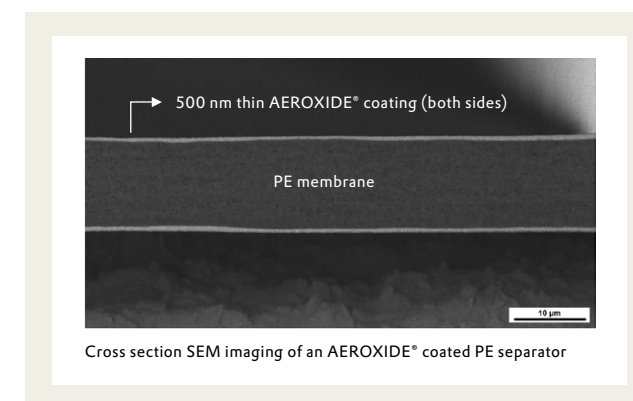 500 nm thin AEROXIDE® coating (both sides)
PE membrane
10 µm
Cross section SEM imaging of an AEROXIDE® coated PE separator